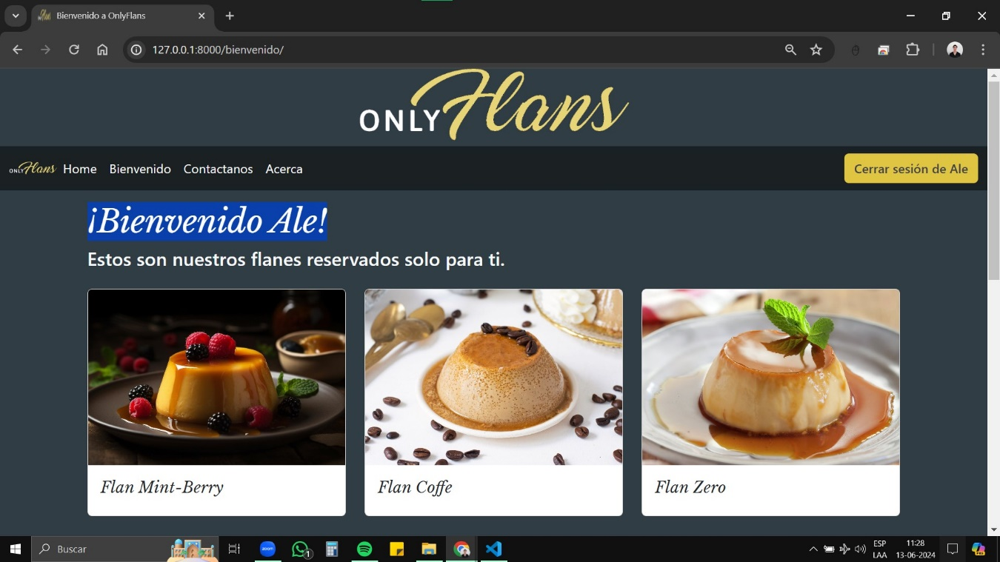 Bienvenido a OnlyFlans
127.0.0.1:8000/bienvenido/
ONLY Flans
ONLY Flans Home Bienvenido Contactanos Acerca Cerrar sesión de Ale
¡Bienvenido Ale!
Estos son nuestros flanes reservados solo para ti.
Flan Mint-Berry Flan Coffe Flan Zero
Buscar zoom 1 ESP 11:28
LAA 13-06-2024